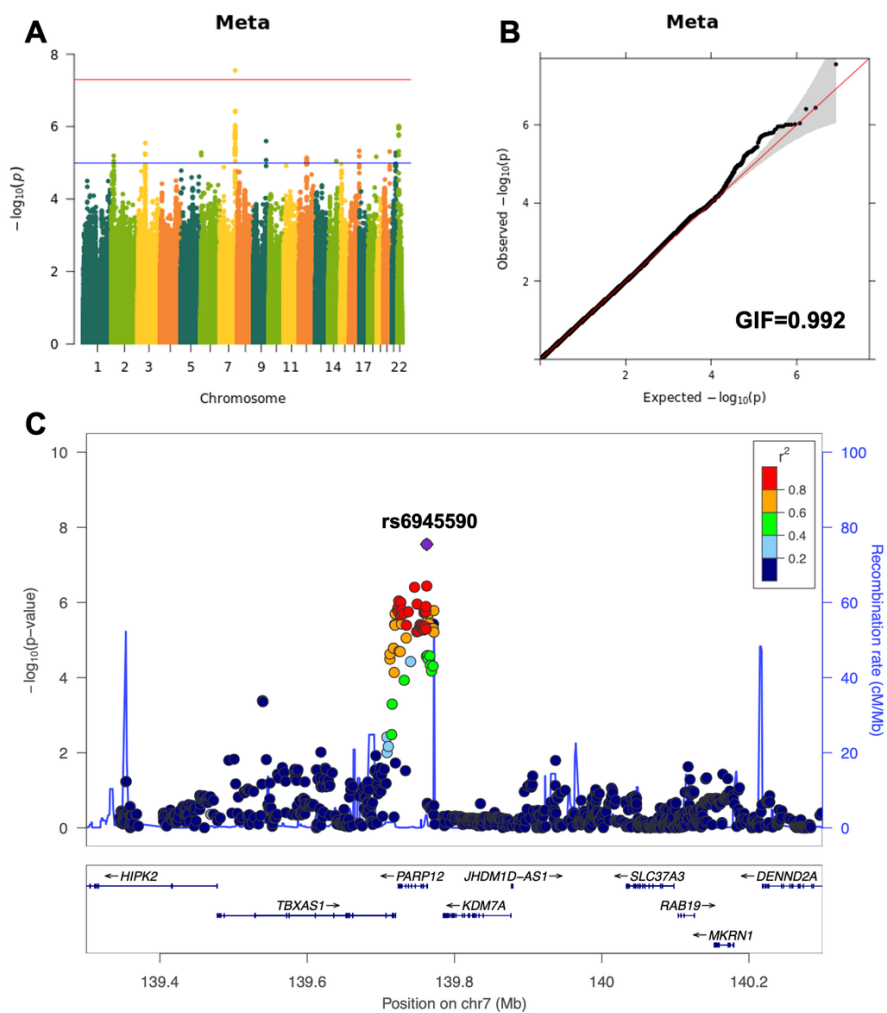 A
Meta
8
6
4
2
0
−log10(p)
1 2 3 5 7 9 11 14 17 22
Chromosome
B
Meta
6
4
2
Observed −log10(p)
GIF=0.992
2 4 6
Expected −log10(p)
C
10
8
6
4
2
0
−log10(p−value)
rs6945590
r2
0.8
0.6
0.4
0.2
100
80
60
40
20
0
Recombination rate (cM/Mb)
←HIPK2
←PARP12
JHDM1D−AS1→
←SLC37A3
←DENND2A
TBXAS1→
←KDM7A
RAB19→
←MKRN1
139.4 139.6 139.8 140 140.2
Position on chr7 (Mb)